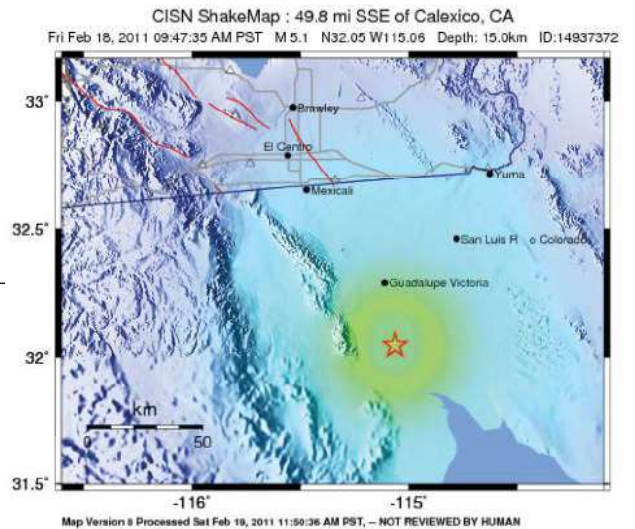 CISN ShakeMap : 49.8 mi SSE of Calexico, CA
Fri Feb 18, 2011 09:47:35 AM PST M 5.1 N32.05 W115.06 Depth: 15.0km ID:14937372
33°
Brawley
El Centro
Mexicali
Yuma
32.5°
San Luis R
Colorado
Guadalupe Victoria
32°
km
0 50
31.5°
-116° -115°
Map Version 8 Processed Sat Feb 19, 2011 11:50:36 AM PST, -- NOT REVIEWED BY HUMAN